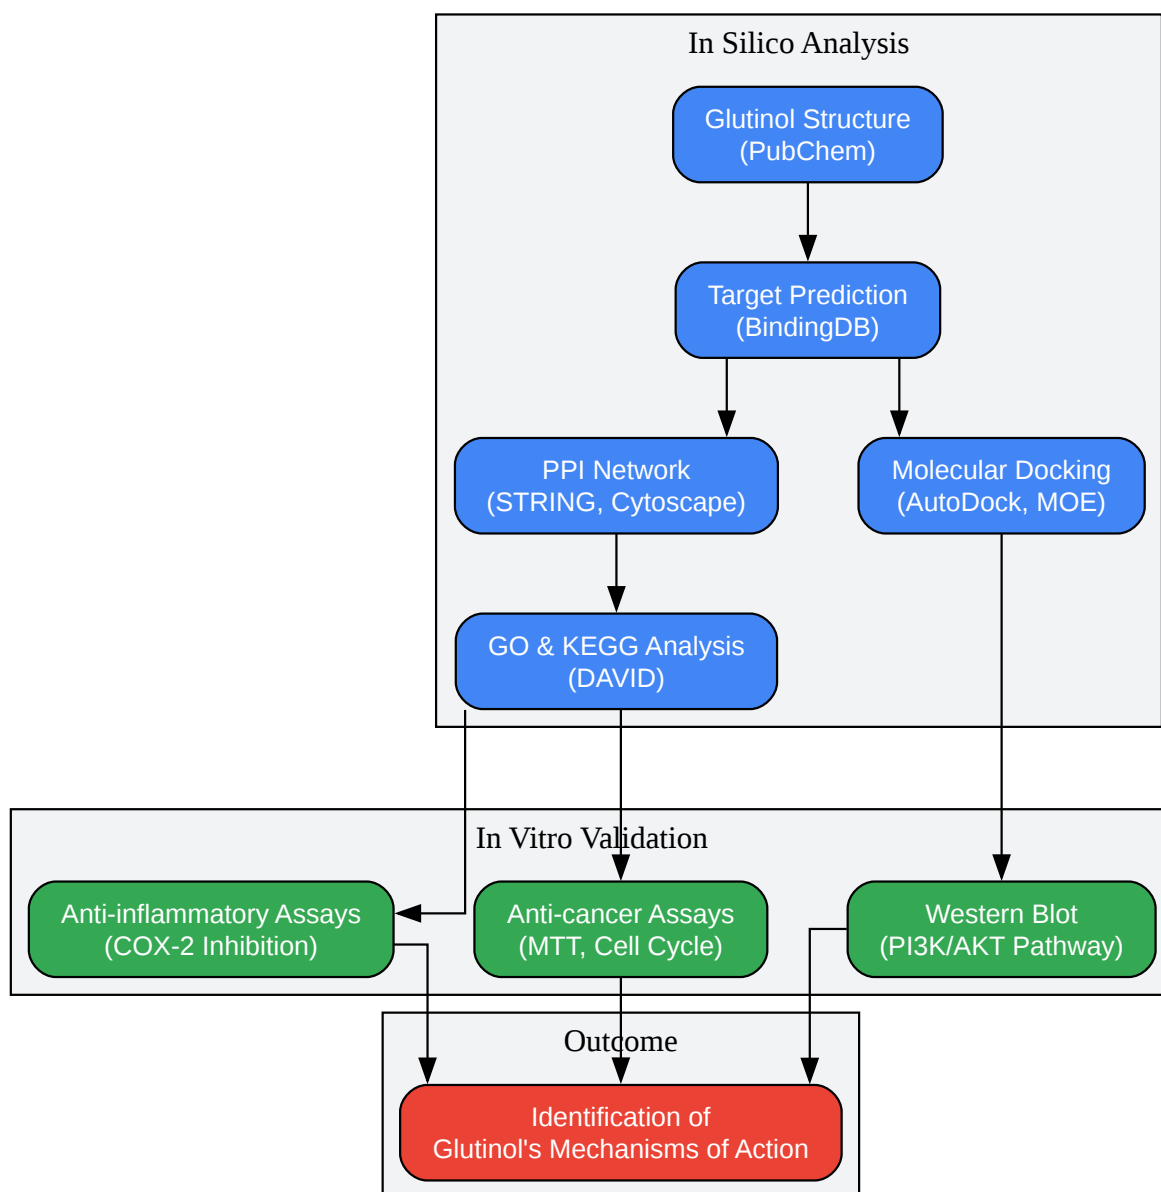 In Silico Analysis
Glutinol Structure
(PubChem)
Target Prediction
(BindingDB)
PPI Network
(STRING, Cytoscape)
Molecular Docking
(AutoDock, MOE)
GO & KEGG Analysis
(DAVID)
In Vitro Validation
Anti-inflammatory Assays
(COX-2 Inhibition)
Anti-cancer Assays
(MTT, Cell Cycle)
Western Blot
(PI3K/AKT Pathway)
Outcome
Identification of
Glutinol's Mechanisms of Action